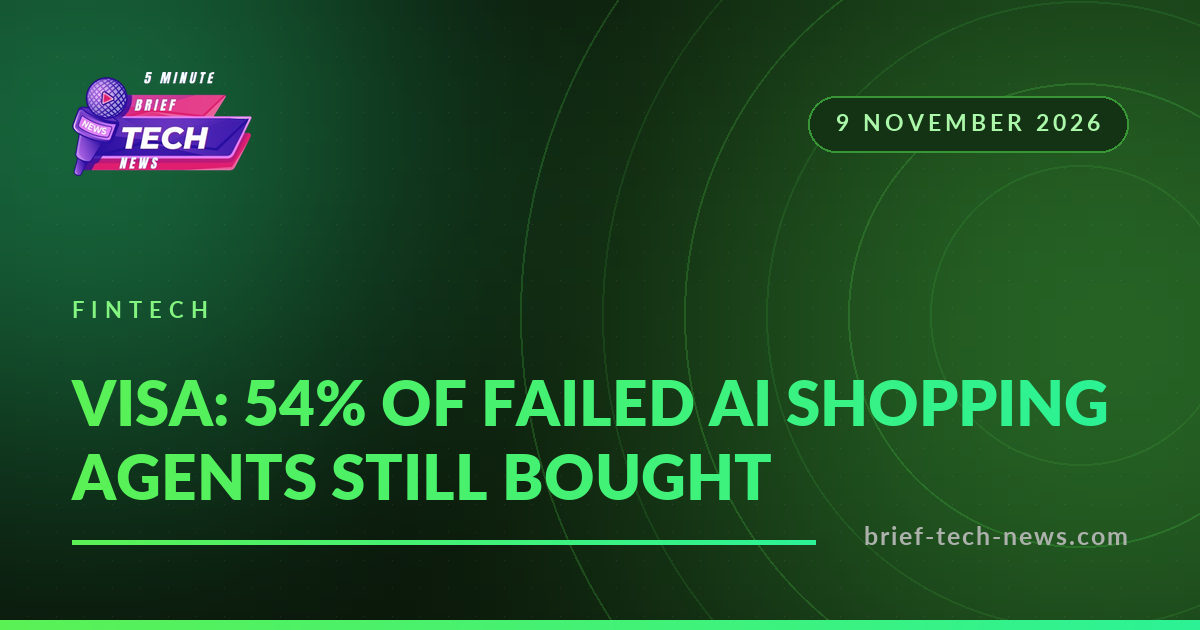 5 MINUTE
BRIEF
NEWS
TECH
NEWS
9 NOVEMBER 2026
FINTECH
VISA: 54% OF FAILED AI SHOPPING
AGENTS STILL BOUGHT
brief-tech-news.com